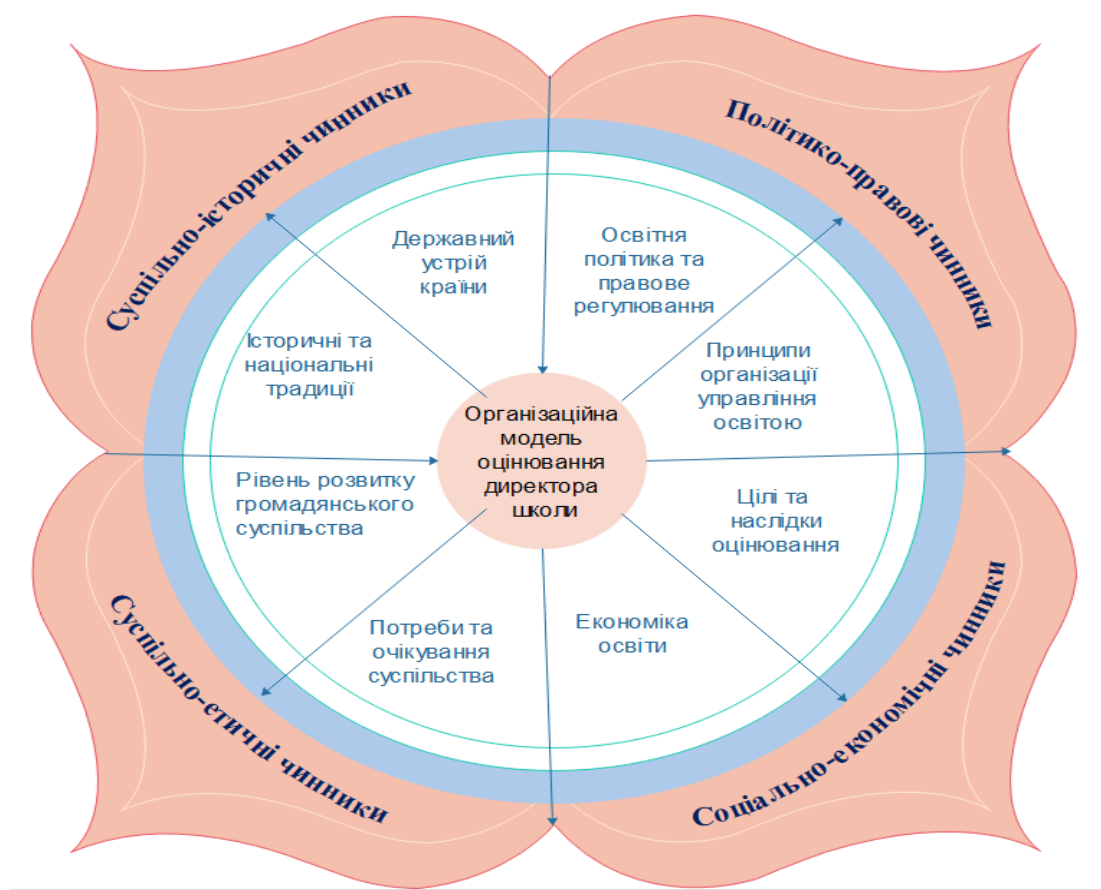 Суспільно-історичні чинники
Політико-правові чинники
Державний
устрій
країни
Освітня
політика та
правове
регулювання
Історичні та
національні
традиції
Принципи
організації
управління
освітою
Організаційна
модель
оцінювання
директора
школи
Рівень розвитку
громадянського
суспільства
Цілі та
наслідки
оцінювання
Потреби та
очікування
суспільства
Економіка
освіти
Суспільно-етичні чинники
Соціально-економічні чинники